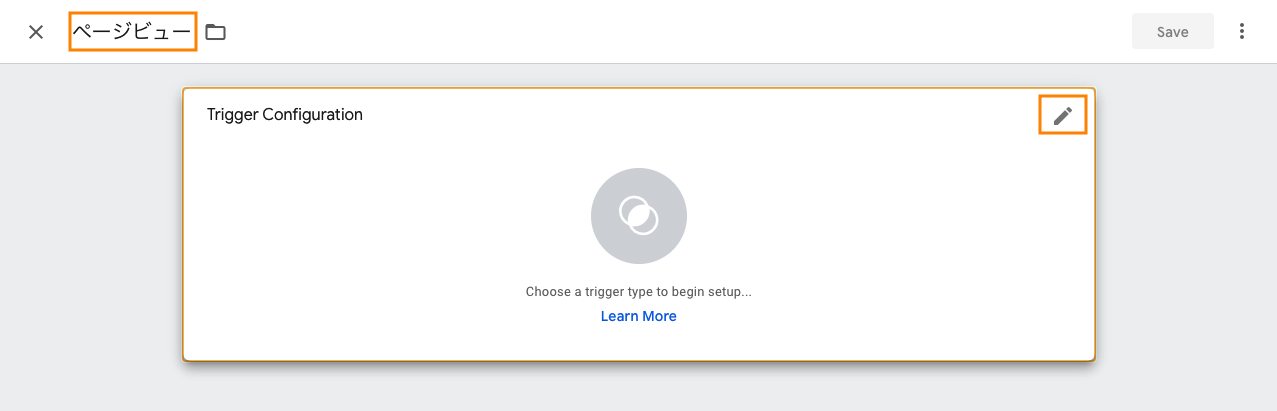 ページビュー
Save
Trigger Configuration
Choose a trigger type to begin setup...
Learn More